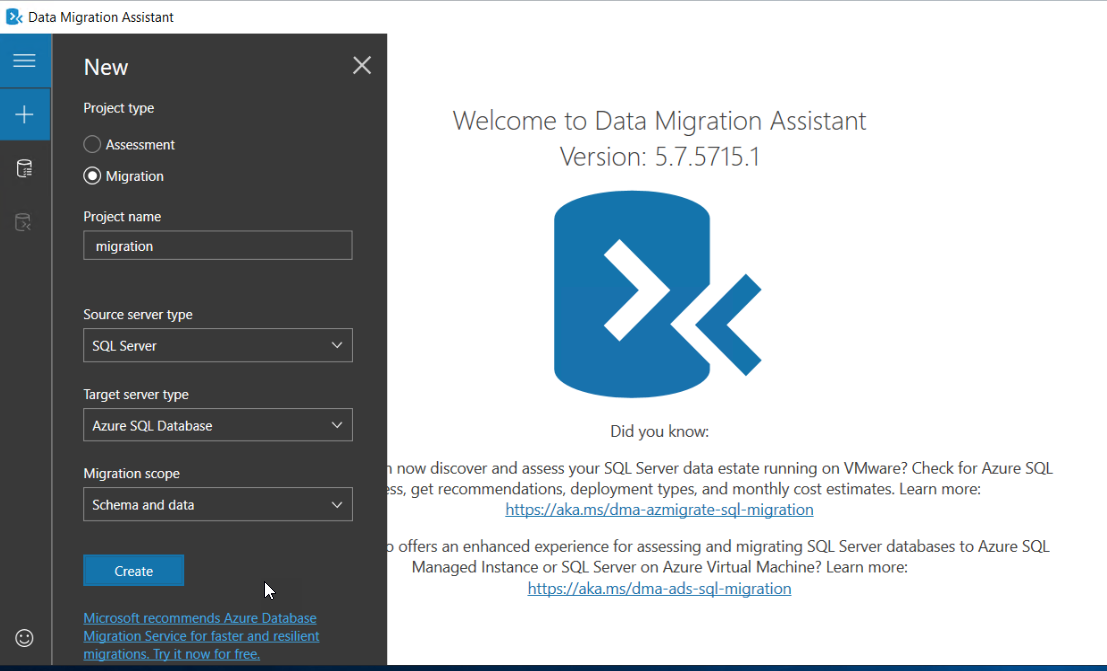 Data Migration Assistant
New
Project type
Assessment
Migration
Project name
migration
Source server type
SQL Server
Target server type
Azure SQL Database
Migration scope
Schema and data
Create
Microsoft recommends Azure Database
Migration Service for faster and resilient
migrations. Try it now for free.
Welcome to Data Migration Assistant
Version: 5.7.5715.1
Did you know:
now discover and assess your SQL Server data estate running on VMware? Check for Azure SQL
get recommendations, deployment types, and monthly cost estimates. Learn more:
https://aka.ms/dma-azmigrate-sql-migration
offers an enhanced experience for assessing and migrating SQL Server databases to Azure SQL
Managed Instance or SQL Server on Azure Virtual Machine? Learn more:
https://aka.ms/dma-ads-sql-migration